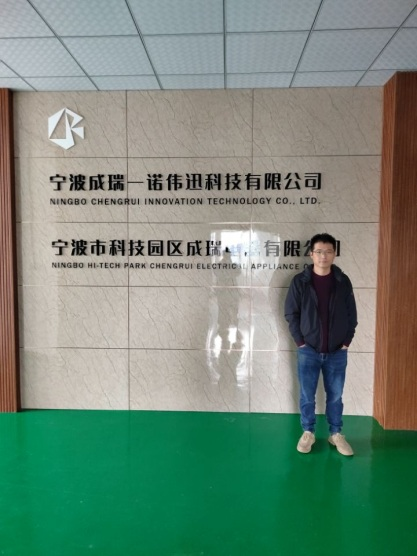 宁波成瑞一诺伟迅科技有限公司
NINGBO CHENGRUI INNOVATION TECHNOLOGY CO., LTD.
宁波市科技园区成瑞 有限公司
NINGBO HI-TECH PARK CHENGRUI ELECTRICAL APPLIANCE